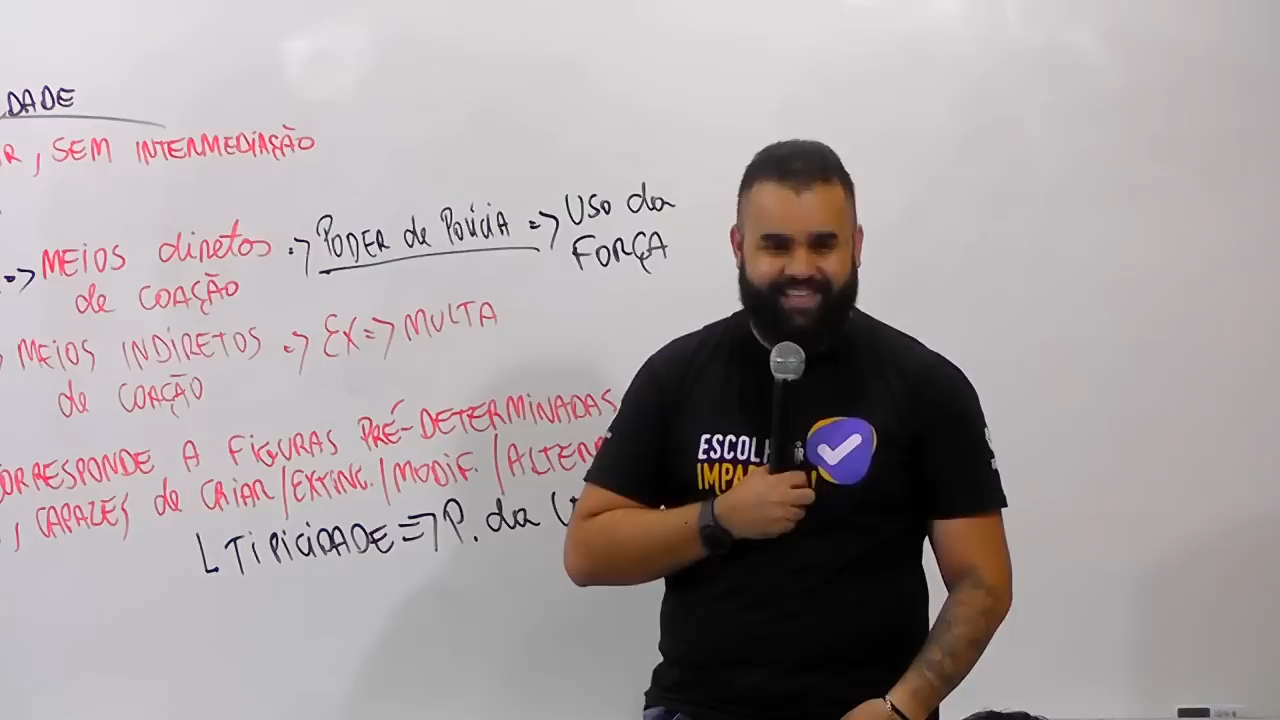 DADE
R, SEM INTERMEDIAÇÃO
=> MEIOS diretos => PODER de POLÍCIA => USO da
de COAÇÃO FORÇA
MEIOS INDIRETOS => EX => MULTA
de COAÇÃO
CORRESPONDE A FIGURAS PRÉ-DETERMINADAS
, CAPAZES de CRIAR/EXTING./MODIF./ALTER
L TIPICIDADE => P. da
ESCOL
IMPA